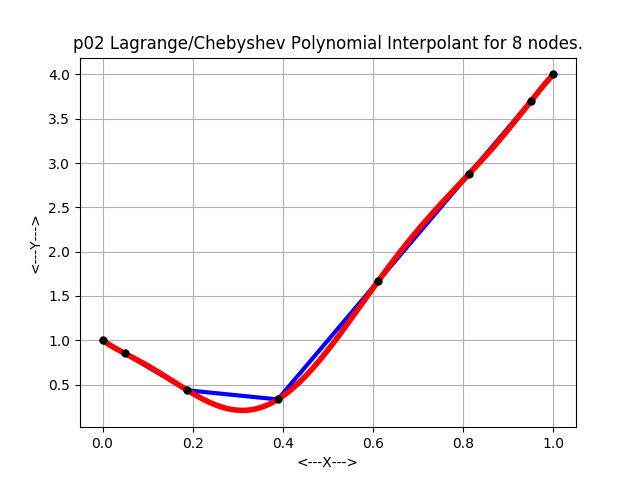 p02 Lagrange/Chebyshev Polynomial Interpolant for 8 nodes.
4.0
3.5
3.0
2.5
2.0
1.5
1.0
0.5
<---Y--->
0.0 0.2 0.4 0.6 0.8 1.0
<---X--->